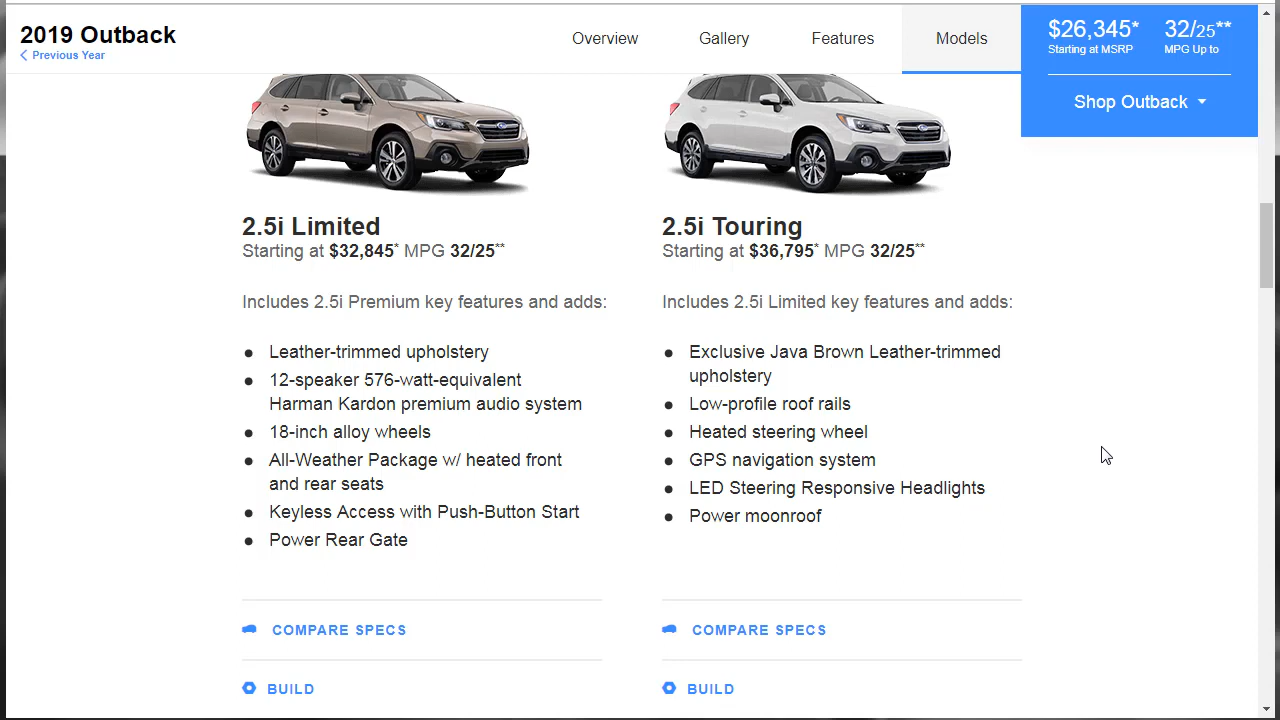 2019 Outback
Previous Year
Overview
Gallery
Features
Models
$26,345* 32/25**
Starting at MSRP MPG Up to
Shop Outback
2.5i Limited
Starting at $32,845* MPG 32/25**
Includes 2.5i Premium key features and adds:
Leather-trimmed upholstery
12-speaker 576-watt-equivalent
Harman Kardon premium audio system
18-inch alloy wheels
All-Weather Package w/ heated front
and rear seats
Keyless Access with Push-Button Start
Power Rear Gate
COMPARE SPECS
BUILD
2.5i Touring
Starting at $36,795* MPG 32/25**
Includes 2.5i Limited key features and adds:
Exclusive Java Brown Leather-trimmed
upholstery
Low-profile roof rails
Heated steering wheel
GPS navigation system
LED Steering Responsive Headlights
Power moonroof
COMPARE SPECS
BUILD